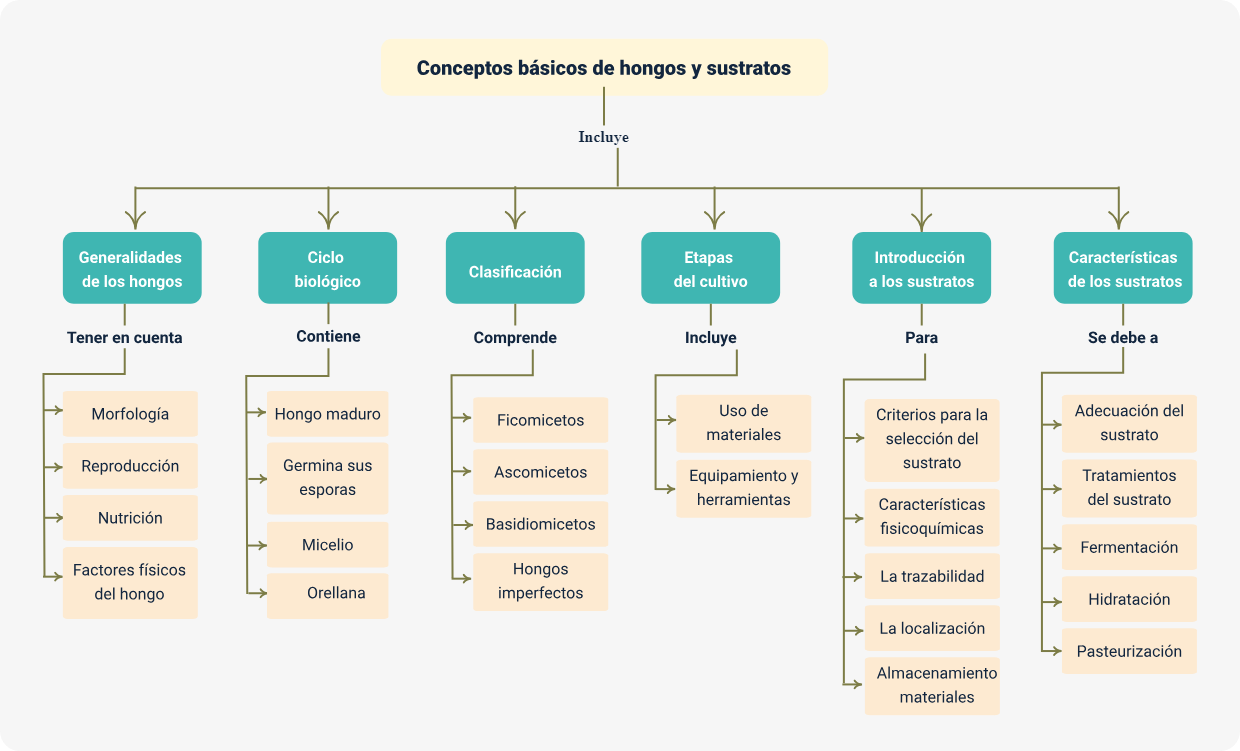 Conceptos básicos de hongos y sustratos
Incluye
Generalidades
de los hongos
Tener en cuenta
Morfología
Reproducción
Nutrición
Factores físicos
del hongo
Ciclo
biológico
Contiene
Hongo maduro
Germina sus
esporas
Micelio
Orellana
Clasificación
Comprende
Ficomicetos
Ascomicetos
Basidiomicetos
Hongos
imperfectos
Etapas
del cultivo
Incluye
Uso de
materiales
Equipamiento y
herramientas
Introducción
a los sustratos
Para
Criterios para la
selección del
sustrato
Características
fisicoquímicas
La trazabilidad
La localización
Almacenamiento
materiales
Características
de los sustratos
Se debe a
Adecuación del
sustrato
Tratamientos
del sustrato
Fermentación
Hidratación
Pasteurización